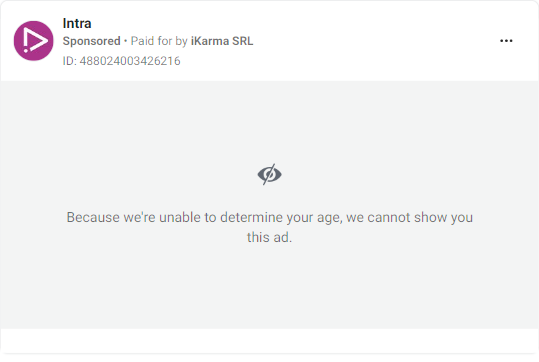 Intra
Sponsored • Paid for by iKarma SRL
ID: 488024003426216
Because we're unable to determine your age, we cannot show you
this ad.